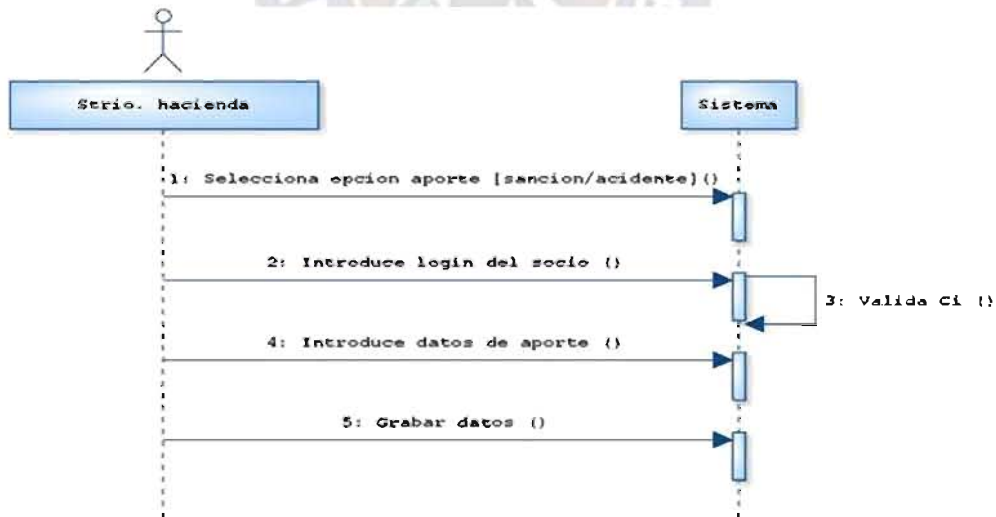 Strio. hacienda
Sistema
1: Selecciona opcion aporte [sancion/acidente]()
2: Introduce login del socio ()
3: Valida Ci ()
4: Introduce datos de aporte ()
5: Grabar datos ()